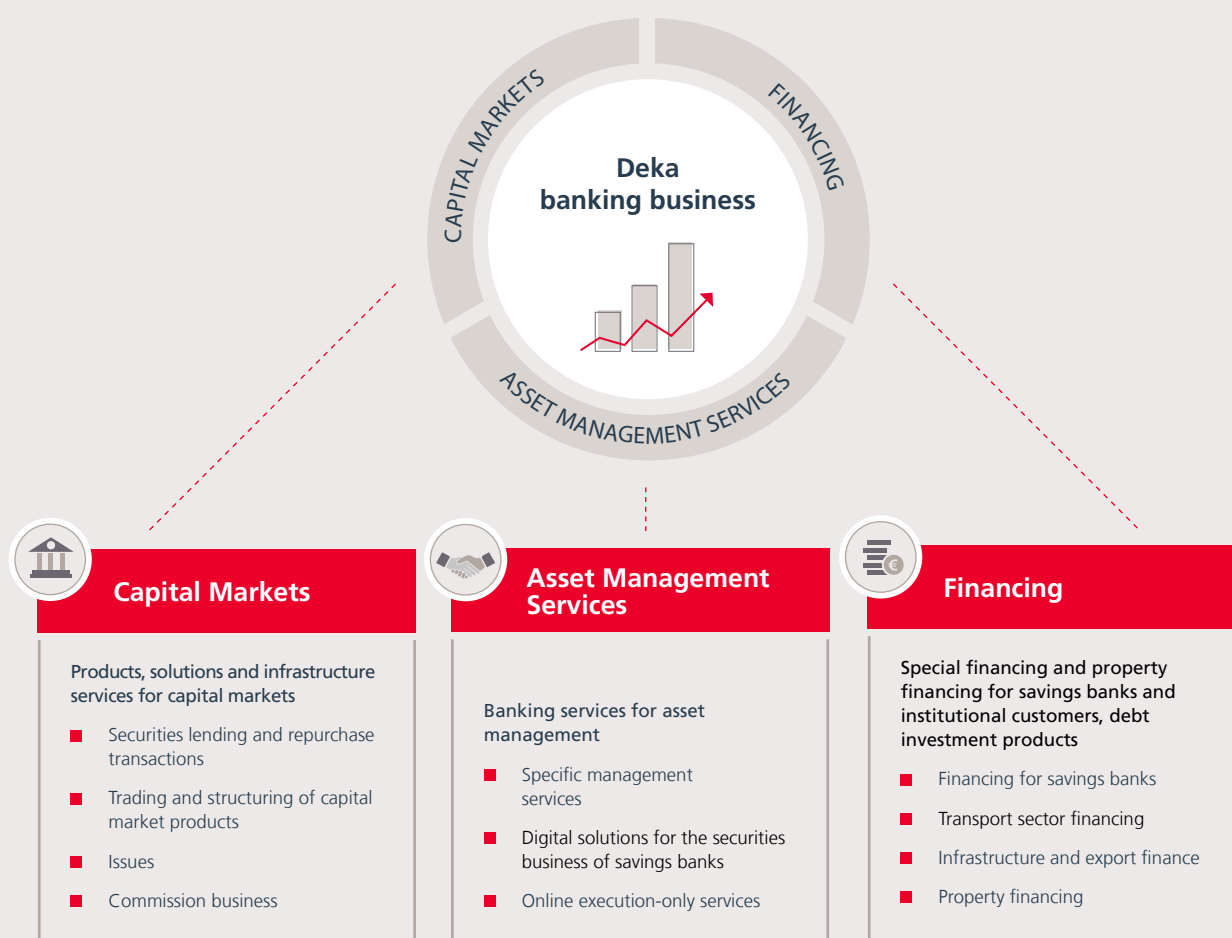 CAPITAL MARKETS
FINANCING
Deka
banking business
ASSET MANAGEMENT SERVICES
Capital Markets
Products, solutions and infrastructure
services for capital markets
Securities lending and repurchase
transactions
Trading and structuring of capital
market products
Issues
Commission business
Asset Management
Services
Banking services for asset
management
Specific management
services
Digital solutions for the securities
business of savings banks
Online execution-only services
€
Financing
Special financing and property
financing for savings banks and
institutional customers, debt
investment products
Financing for savings banks
Transport sector financing
Infrastructure and export finance
Property financing